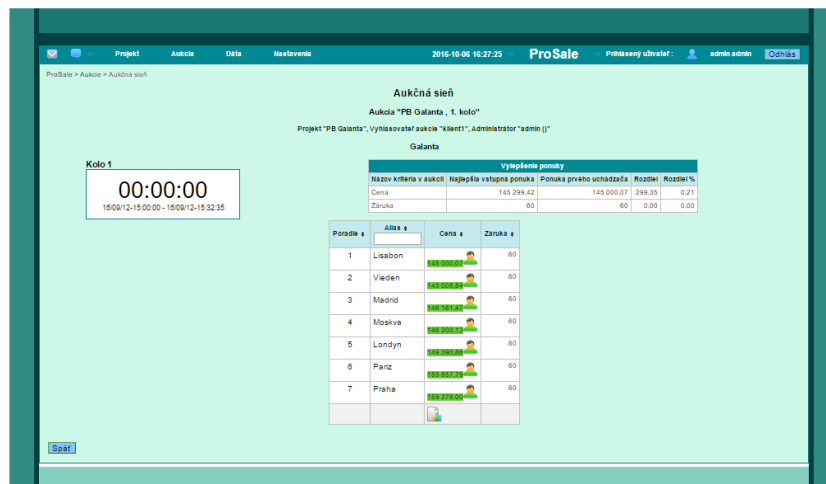 Projekt Aukcia Dáta Nastavenia 2016-10-06 16:27:25 ProSale Prihlásený užívateľ : admin admin Odhlás
ProSale > Aukcie > Aukčná sieň
Aukčná sieň
Aukcia "PB Galanta , 1. kolo"
Projekt "PB Galanta", Vyhlasovateľ aukcie "klient1", Administrátor "admin ()"
Galanta
Kolo 1
00:00:00
16/09/12-15:00:00 - 16/09/12-15:32:35
Vylepšenie ponuky
Názov kritéria v aukcii Najlepšia vstupná ponuka Ponuka prvého uchádzača Rozdiel Rozdiel %
Cena 145 299,42 145 000,07 299,35 0,21
Záruka 60 60 0,00 0,00
Poradie Alias Cena Záruka
1 Lisabon 145 000,07 60
2 Vieden 145 008,84 60
3 Madrid 146 161,47 60
4 Moskva 146 200,13 60
5 Londyn 149 390,86 60
6 Pariz 155 857,79 60
7 Praha 159 278,00 60
Späť